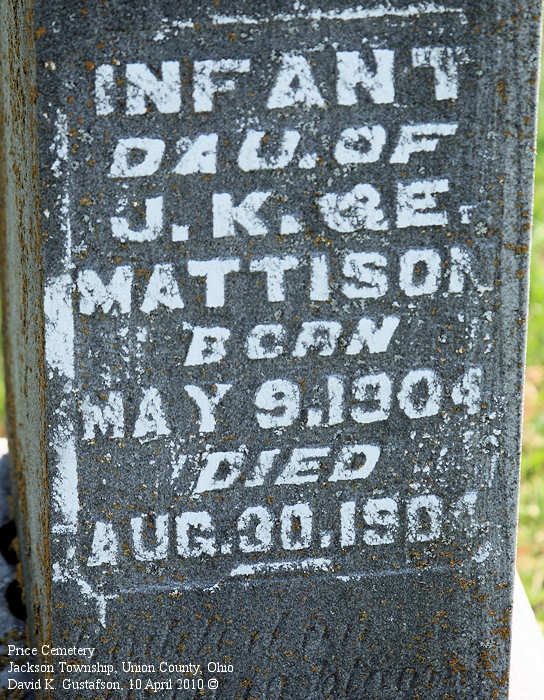 INFANT
DAU. OF
J. K. & E.
MATTISON
BORN
MAY 9, 1904
DIED
AUG. 30, 1904
Price Cemetery
Jackson Township, Union County, Ohio
David K. Gustafson, 10 April 2010 ©